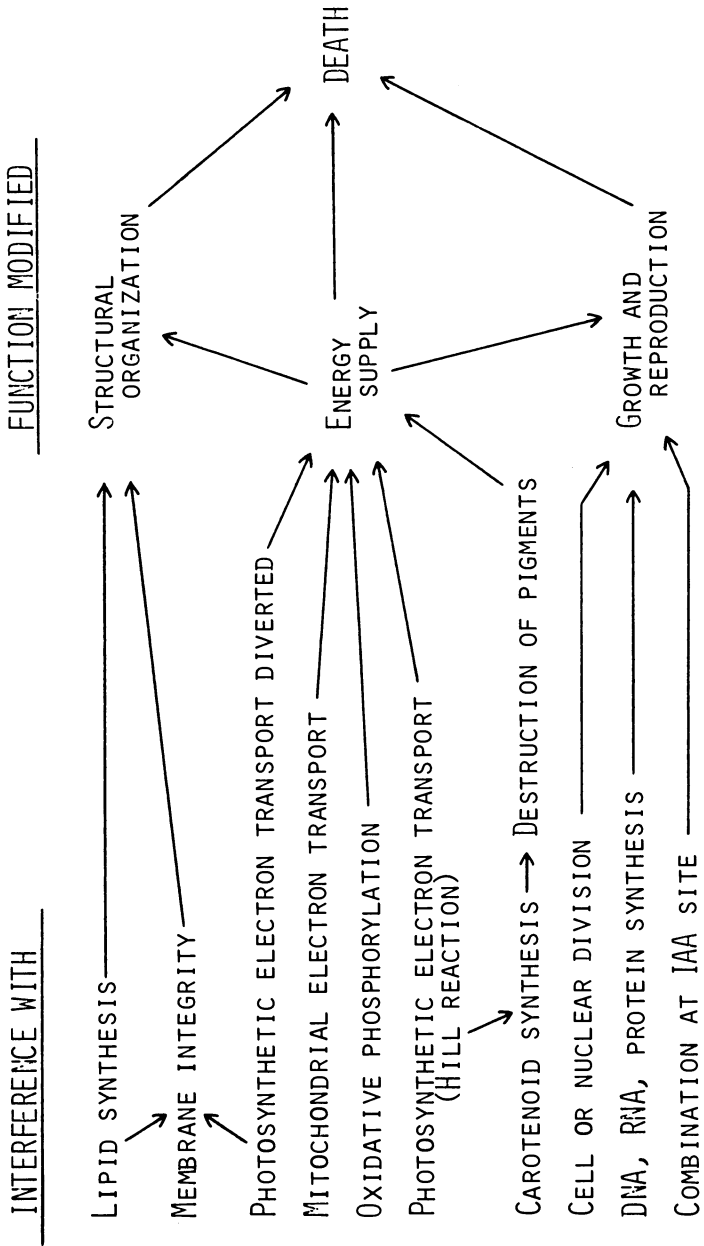 INTERFERENCE WITH
FUNCTION MODIFIED
LIPID SYNTHESIS
MEMBRANE INTEGRITY
PHOTOSYNTHETIC ELECTRON TRANSPORT DIVERTED
MITOCHONDRIAL ELECTRON TRANSPORT
OXIDATIVE PHOSPHORYLATION
PHOTOSYNTHETIC ELECTRON TRANSPORT
(HILL REACTION)
CAROTENOID SYNTHESIS → DESTRUCTION OF PIGMENTS
CELL OR NUCLEAR DIVISION
DNA, RNA, PROTEIN SYNTHESIS
COMBINATION AT IAA SITE
STRUCTURAL
ORGANIZATION
ENERGY
SUPPLY
GROWTH AND
REPRODUCTION
DEATH